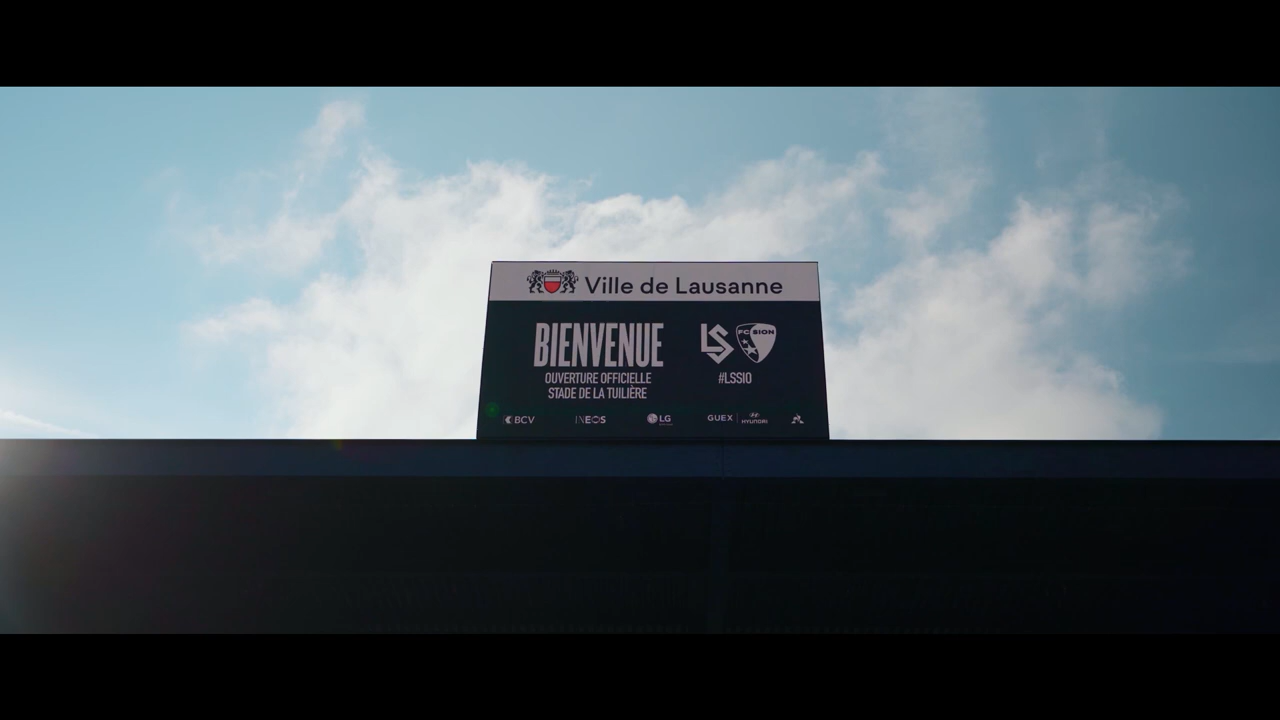 Ville de Lausanne
BIENVENUE
OUVERTURE OFFICIELLE
STADE DE LA TUILIÈRE
LS FC SION
#LSSIO
BCV INEOS LG GUEX HYUNDAI